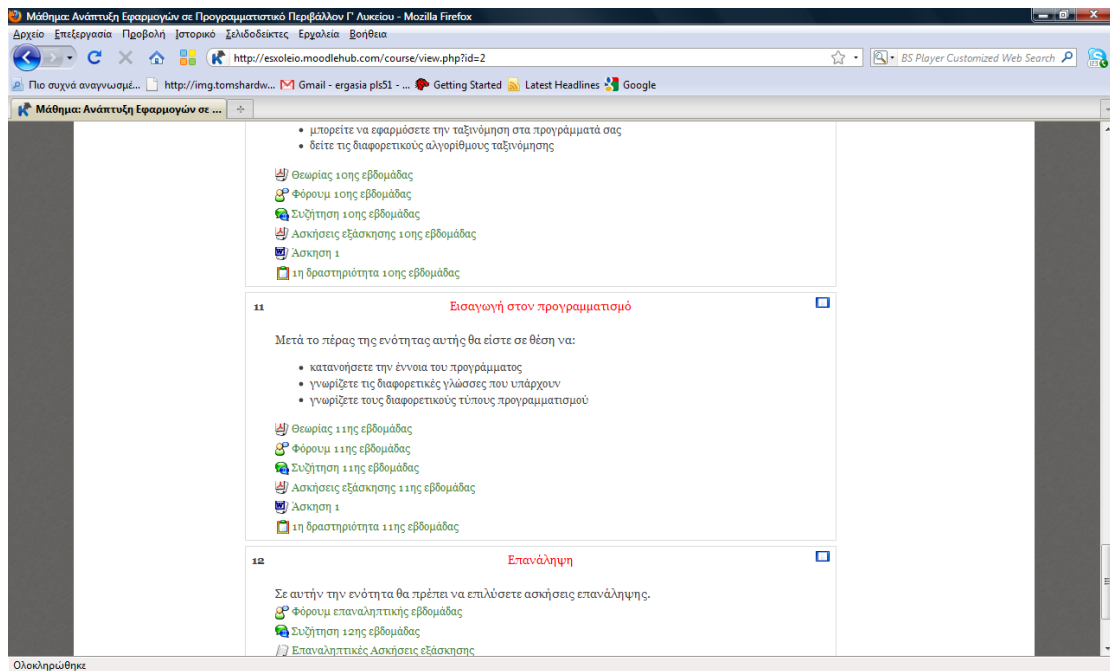 Μάθημα: Ανάπτυξη Εφαρμογών σε Προγραμματιστικό Περιβάλλον Γ' Λυκείου - Mozilla Firefox
Αρχείο Επεξεργασία Προβολή Ιστορικό Σελιδοδείκτες Εργαλεία Βοήθεια
http://esxoleio.moodlehub.com/course/view.php?id=2
BS Player Customized Web Search
Πιο συχνά αναγνωσμέ... http://img.tomshardw... Gmail - ergasia pls51 - ... Getting Started Latest Headlines Google
Μάθημα: Ανάπτυξη Εφαρμογών σε ...
• μπορείτε να εφαρμόσετε την ταξινόμηση στα προγράμματά σας
• δείτε τις διαφορετικούς αλγορίθμους ταξινόμησης
Θεωρίας 10ης εβδομάδας
Φόρουμ 10ης εβδομάδας
Συζήτηση 10ης εβδομάδας
Ασκήσεις εξάσκησης 10ης εβδομάδας
Άσκηση 1
1η δραστηριότητα 10ης εβδομάδας
11 Εισαγωγή στον προγραμματισμό
Μετά το πέρας της ενότητας αυτής θα είστε σε θέση να:
• κατανοήσετε την έννοια του προγράμματος
• γνωρίζετε τις διαφορετικές γλώσσες που υπάρχουν
• γνωρίζετε τους διαφορετικούς τύπους προγραμματισμού
Θεωρίας 11ης εβδομάδας
Φόρουμ 11ης εβδομάδας
Συζήτηση 11ης εβδομάδας
Ασκήσεις εξάσκησης 11ης εβδομάδας
Άσκηση 1
1η δραστηριότητα 11ης εβδομάδας
12 Επανάληψη
Σε αυτήν την ενότητα θα πρέπει να επιλύσετε ασκήσεις επανάληψης.
Φόρουμ επαναληπτικής εβδομάδας
Συζήτηση 12ης εβδομάδας
Επαναληπτικές Ασκήσεις εξάσκησης
Ολοκληρώθηκε